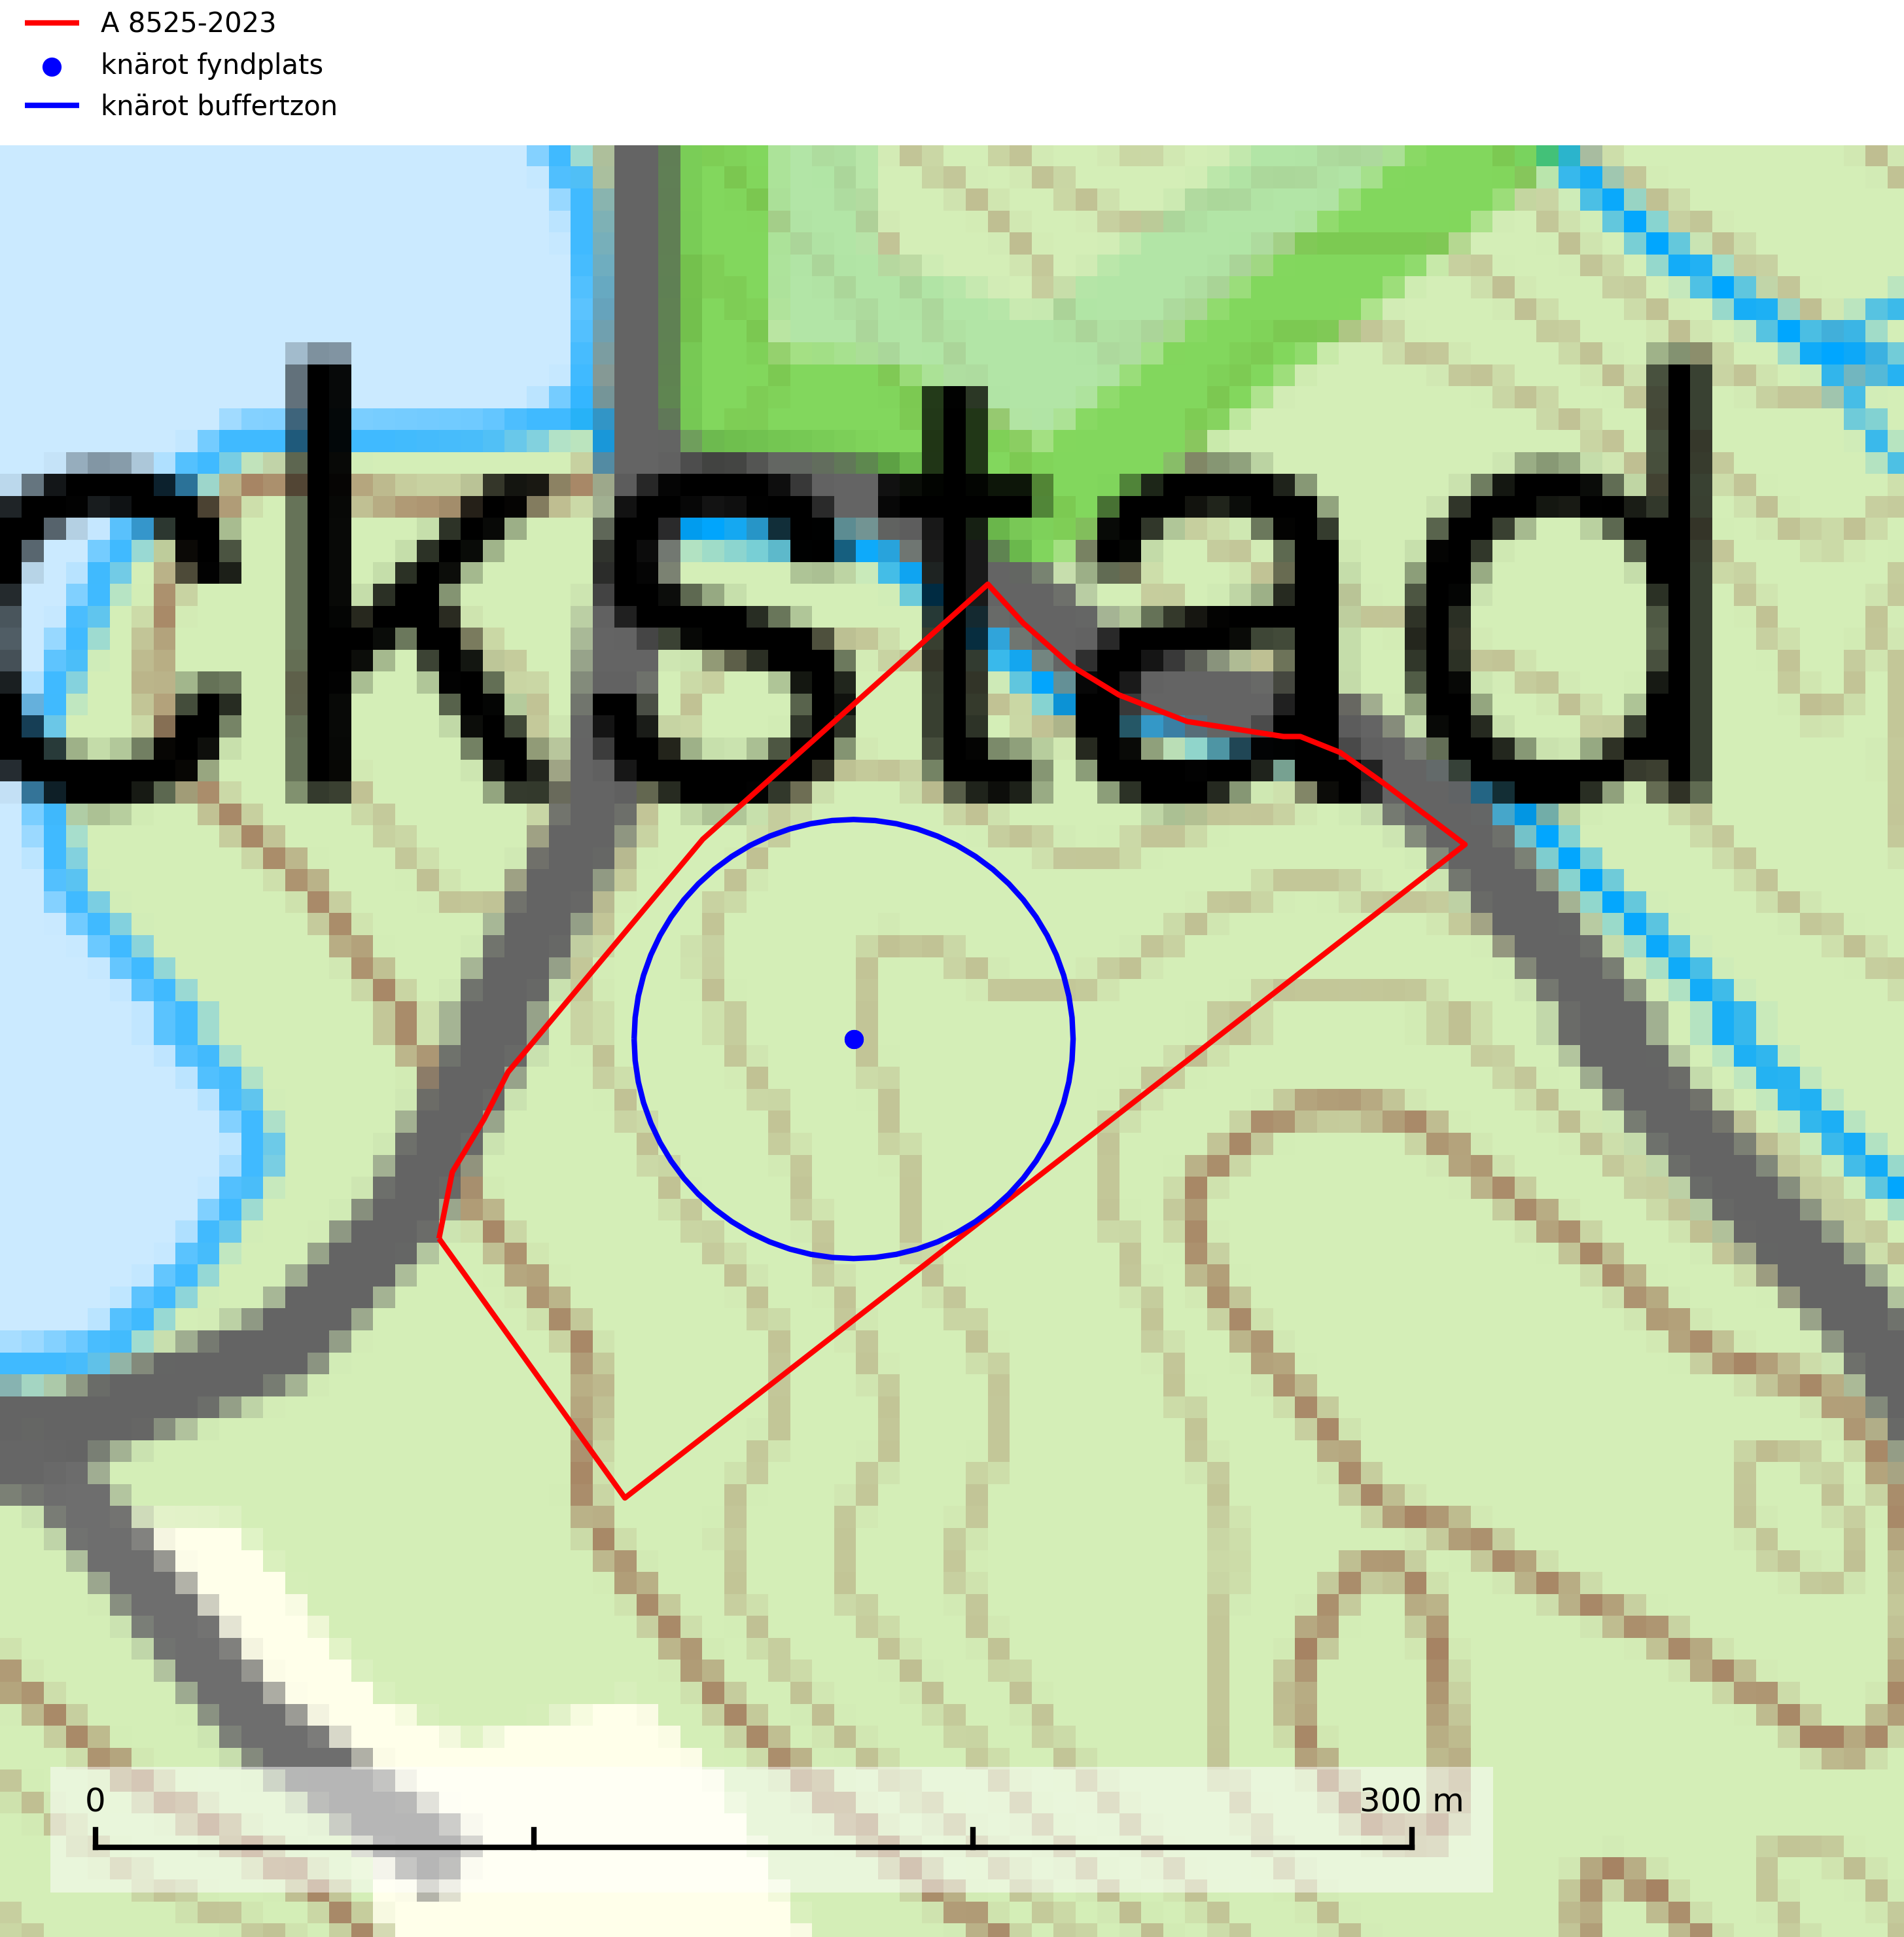 A 8525-2023
knärot fyndplats
knärot buffertzon
ckstad
0 300 m